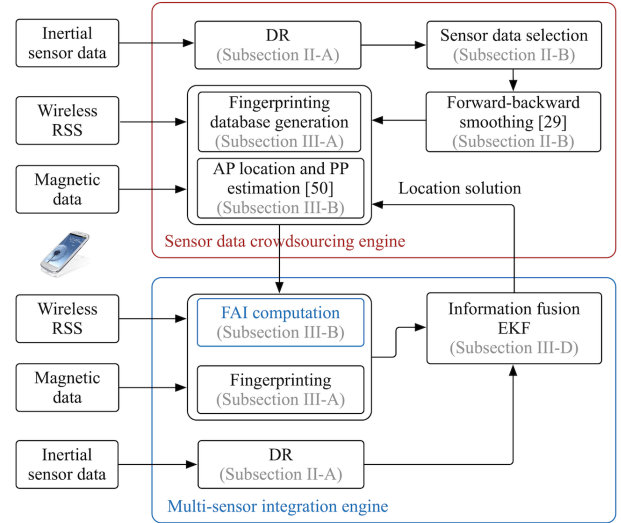 Inertial
sensor data
DR
(Subsection II-A)
Sensor data selection
(Subsection II-B)
Wireless
RSS
Fingerprinting
database generation
(Subsection III-A)
Forward-backward
smoothing [29]
(Subsection II-B)
Magnetic
data
AP location and PP
estimation [50]
(Subsection III-B)
Location solution
Sensor data crowdsourcing engine
Wireless
RSS
FAI computation
(Subsection III-B)
Information fusion
EKF
(Subsection III-D)
Magnetic
data
Fingerprinting
(Subsection III-A)
Inertial
sensor data
DR
(Subsection II-A)
Multi-sensor integration engine